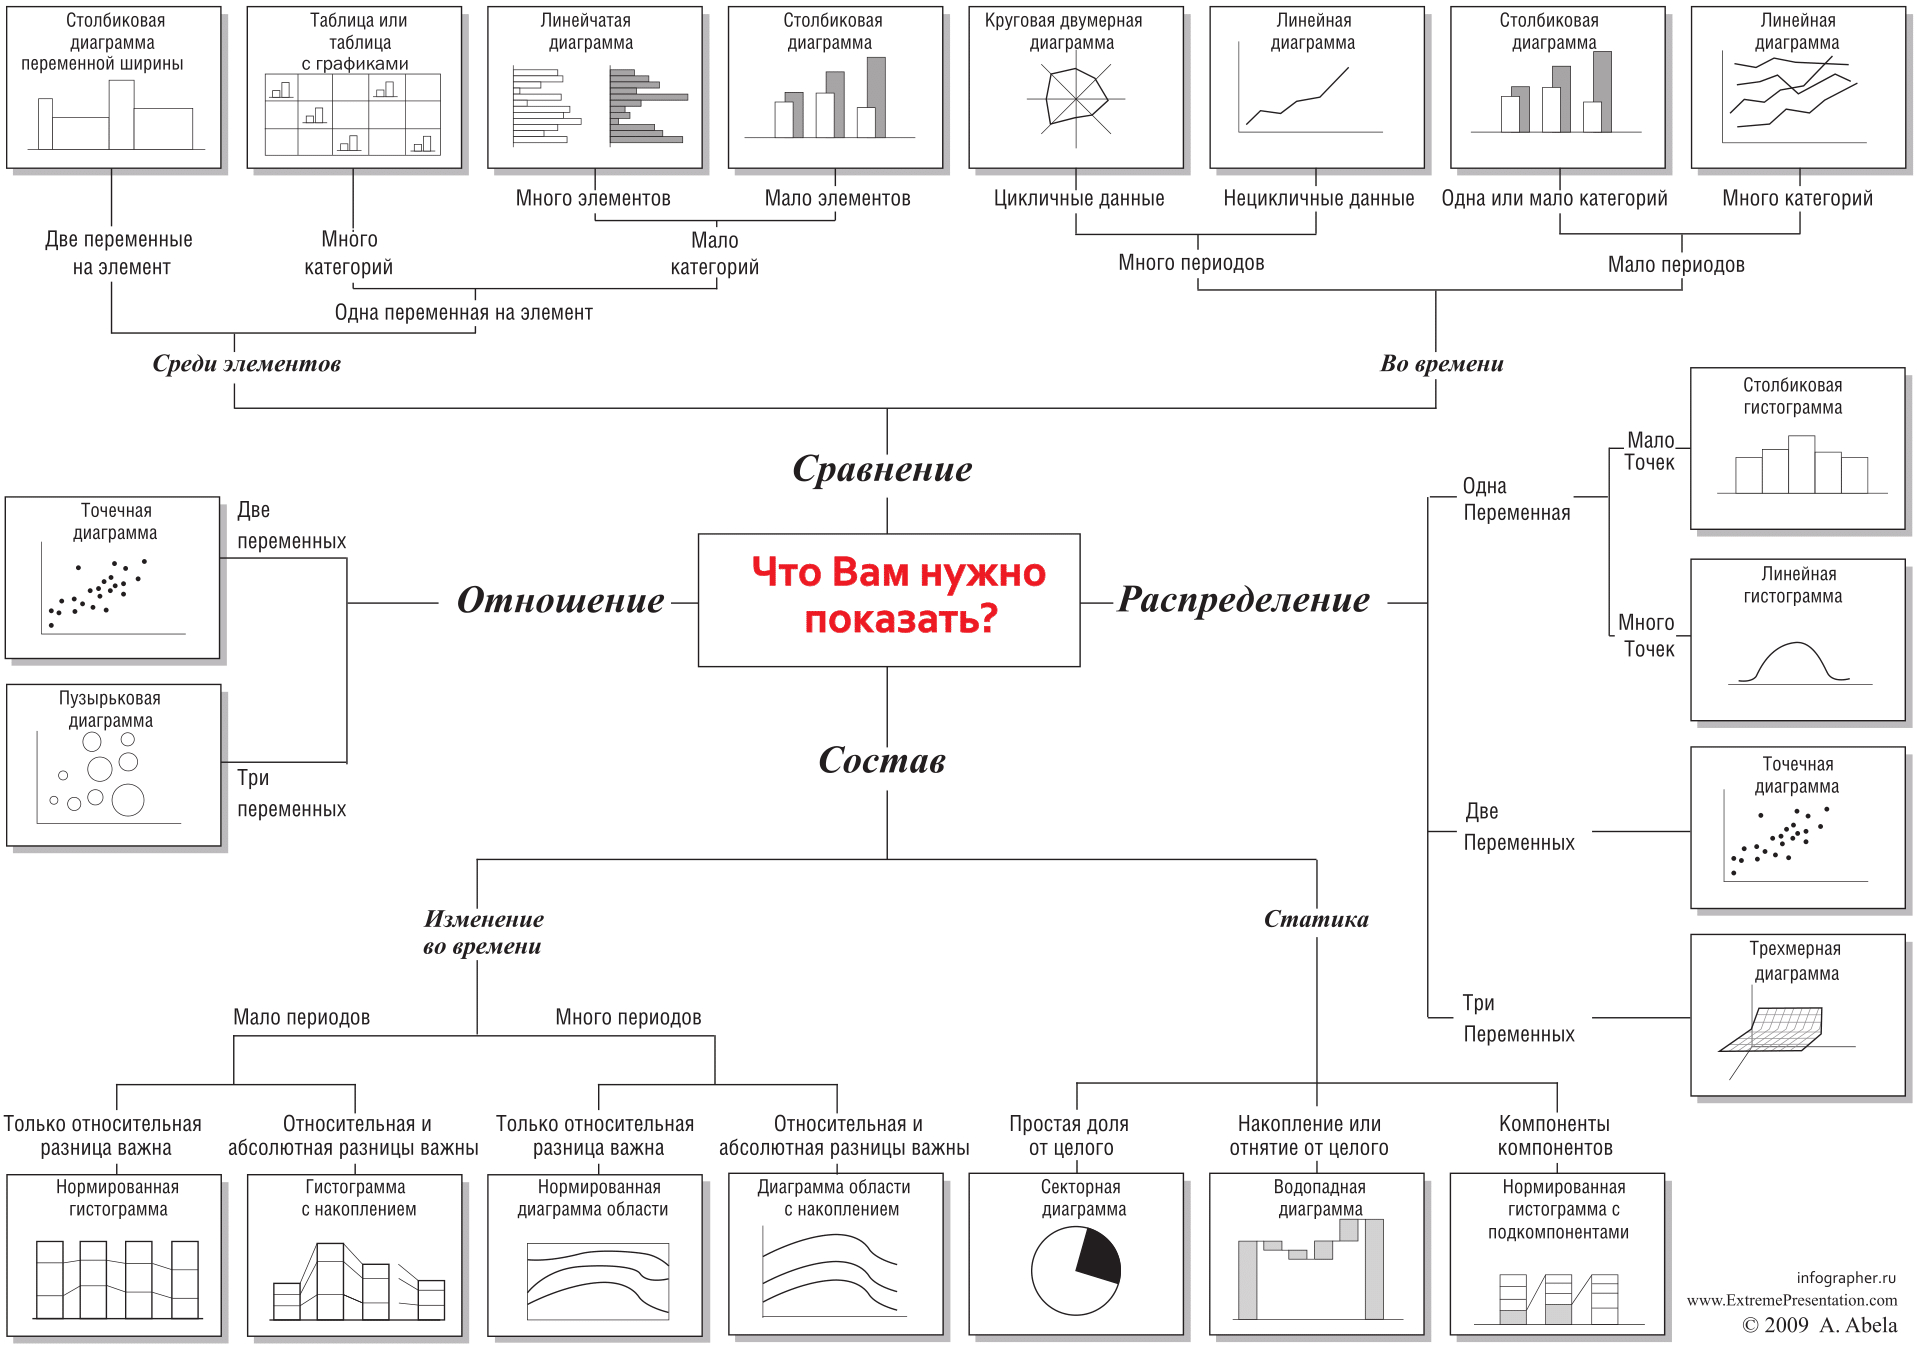 Столбиковая
диаграмма
переменной ширины
Таблица или
таблица
с графиками
Линейчатая
диаграмма
Столбиковая
диаграмма
Круговая двумерная
диаграмма
Линейная
диаграмма
Столбиковая
диаграмма
Линейная
диаграмма
Много элементов
Мало элементов
Цикличные данные
Нецикличные данные
Одна или мало категорий
Много категорий
Две переменные
на элемент
Много
категорий
Мало
категорий
Много периодов
Мало периодов
Одна переменная на элемент
Среди элементов
Во времени
Сравнение
Столбиковая
гистограмма
Мало
Точек
Одна
Переменная
Линейная
гистограмма
Много
Точек
Точечная
диаграмма
Две
переменных
Отношение
Что Вам нужно
показать?
Распределение
Пузырьковая
диаграмма
Три
переменных
Состав
Две
Переменных
Точечная
диаграмма
Три
Переменных
Трехмерная
диаграмма
Изменение
во времени
Статика
Мало периодов
Много периодов
Только относительная
разница важна
Относительная и
абсолютная разницы важны
Только относительная
разница важна
Относительная и
абсолютная разницы важны
Простая доля
от целого
Накопление или
отнятие от целого
Компоненты
компонентов
Нормированная
гистограмма
Гистограмма
с накоплением
Нормированная
диаграмма области
Диаграмма области
с накоплением
Секторная
диаграмма
Водопадная
диаграмма
Нормированная
гистограмма с
подкомпонентами
infographer.ru
www.ExtremePresentation.com
© 2009 A. Abela